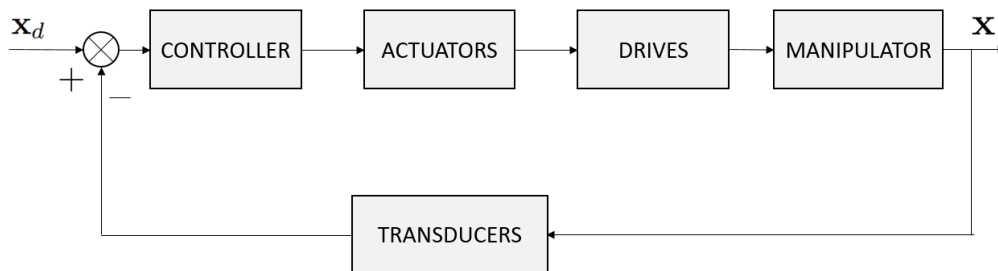 x_d
+
−
CONTROLLER
ACTUATORS
DRIVES
MANIPULATOR
x
TRANSDUCERS